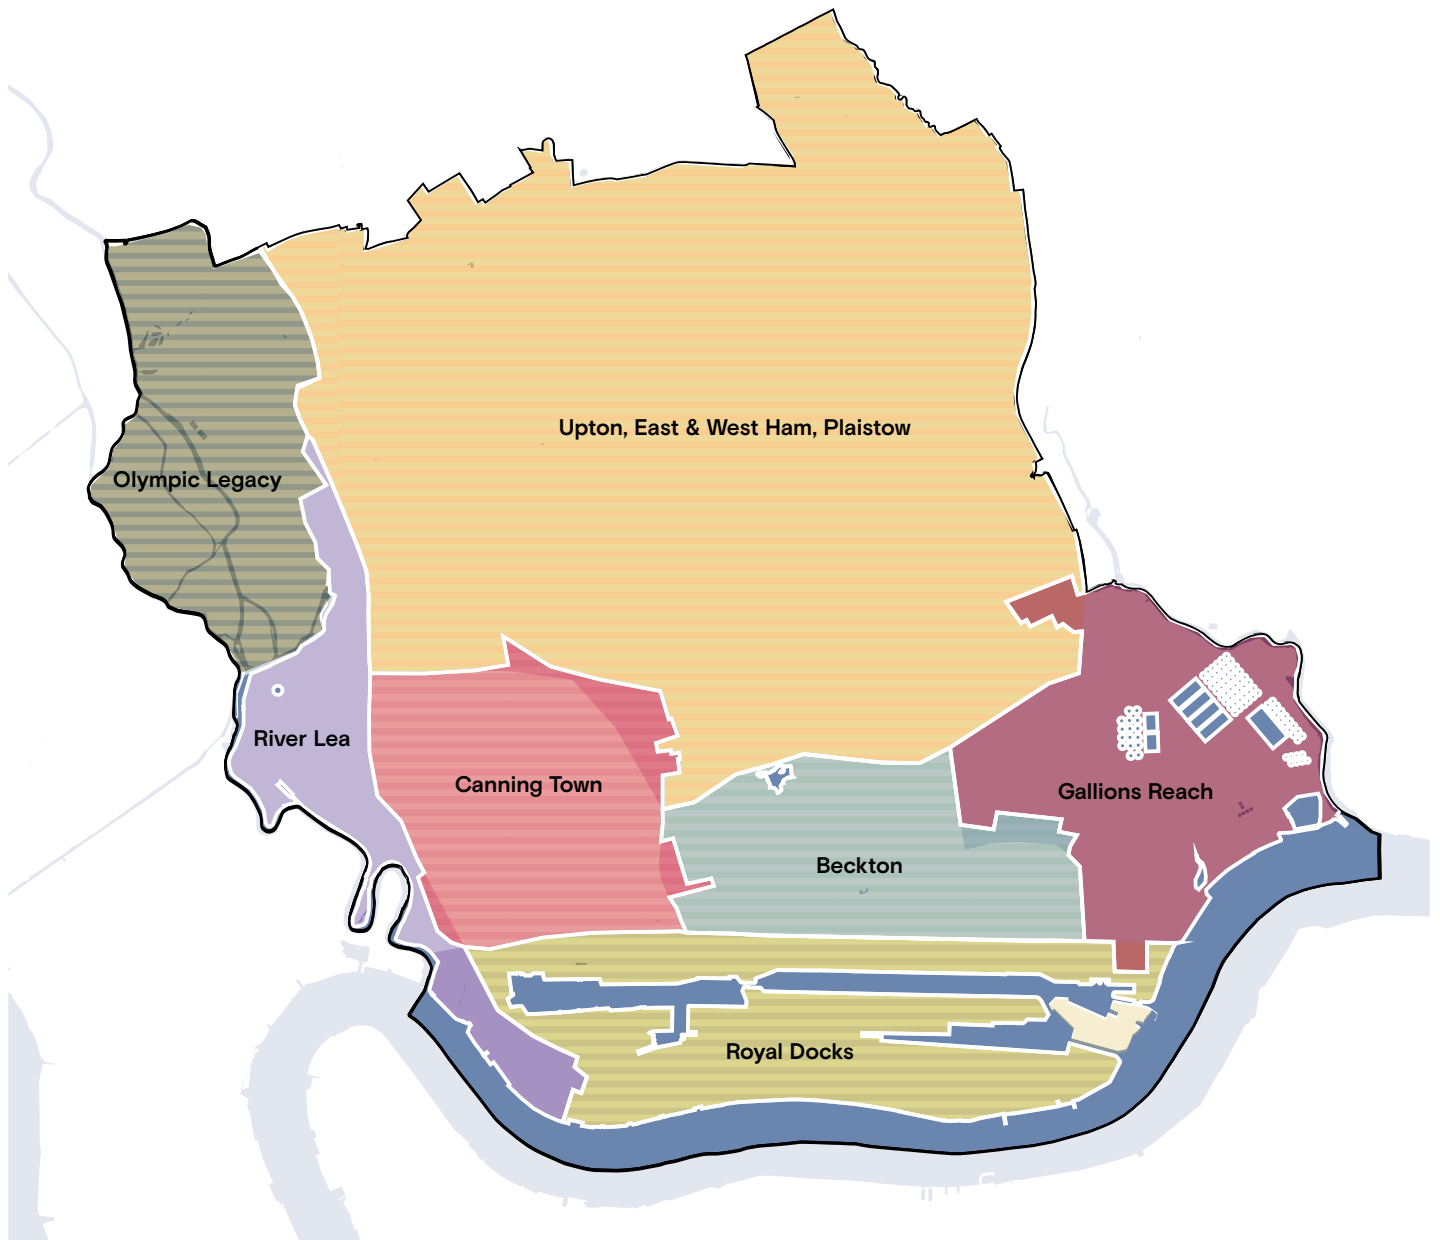 Upton, East & West Ham, Plaistow
Olympic Legacy
River Lea
Canning Town
Gallions Reach
Beckton
Royal Docks